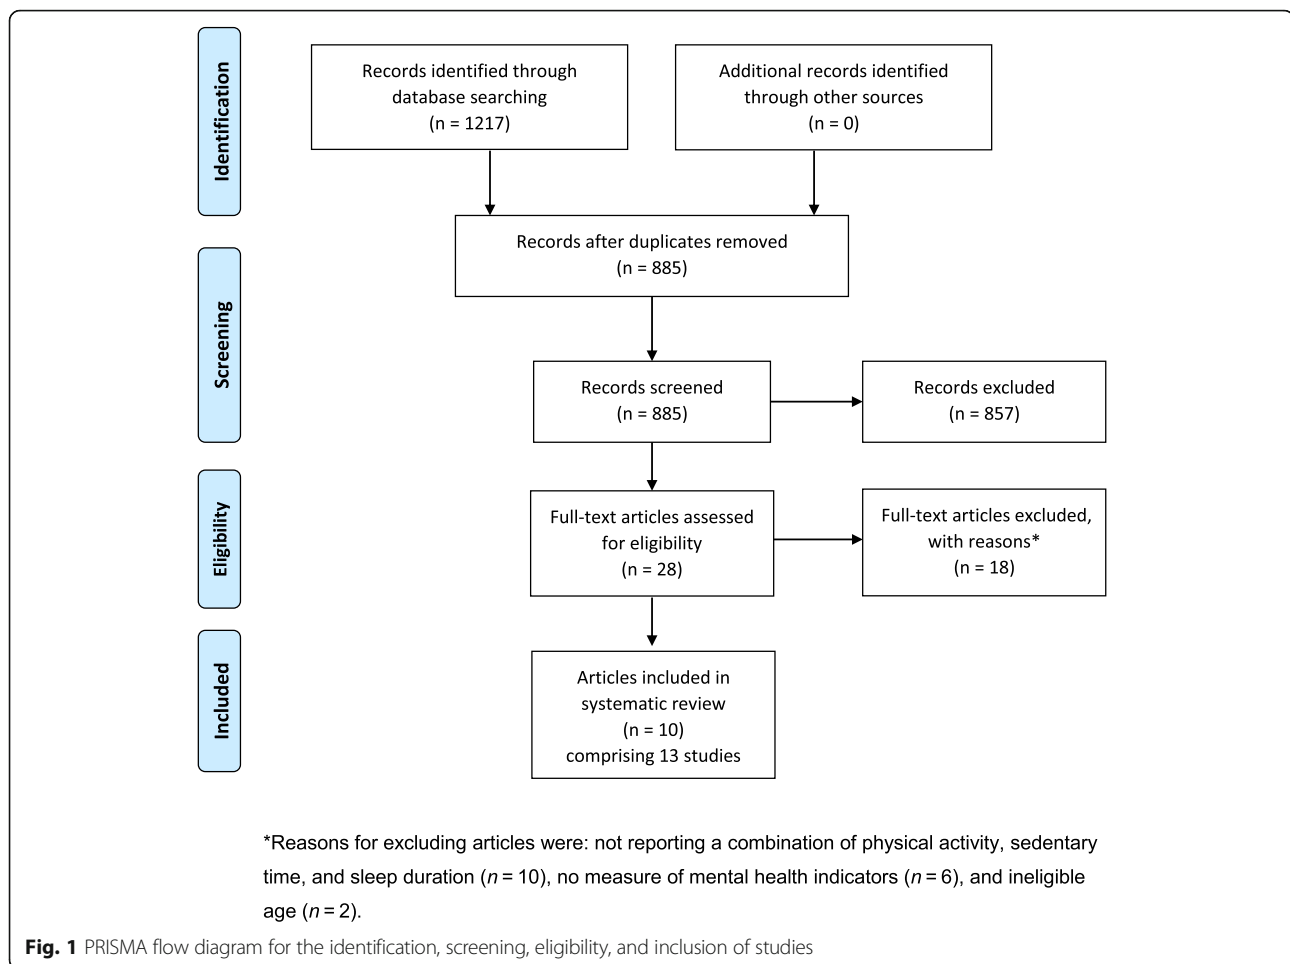 Identification
Records identified through
database searching
(n = 1217)
Additional records identified
through other sources
(n = 0)
Records after duplicates removed
(n = 885)
Screening
Records screened
(n = 885)
Records excluded
(n = 857)
Eligibility
Full-text articles assessed
for eligibility
(n = 28)
Full-text articles excluded,
with reasons*
(n = 18)
Included
Articles included in
systematic review
(n = 10)
comprising 13 studies
*Reasons for excluding articles were: not reporting a combination of physical activity, sedentary
time, and sleep duration (n = 10), no measure of mental health indicators (n = 6), and ineligible
age (n = 2).
Fig. 1 PRISMA flow diagram for the identification, screening, eligibility, and inclusion of studies